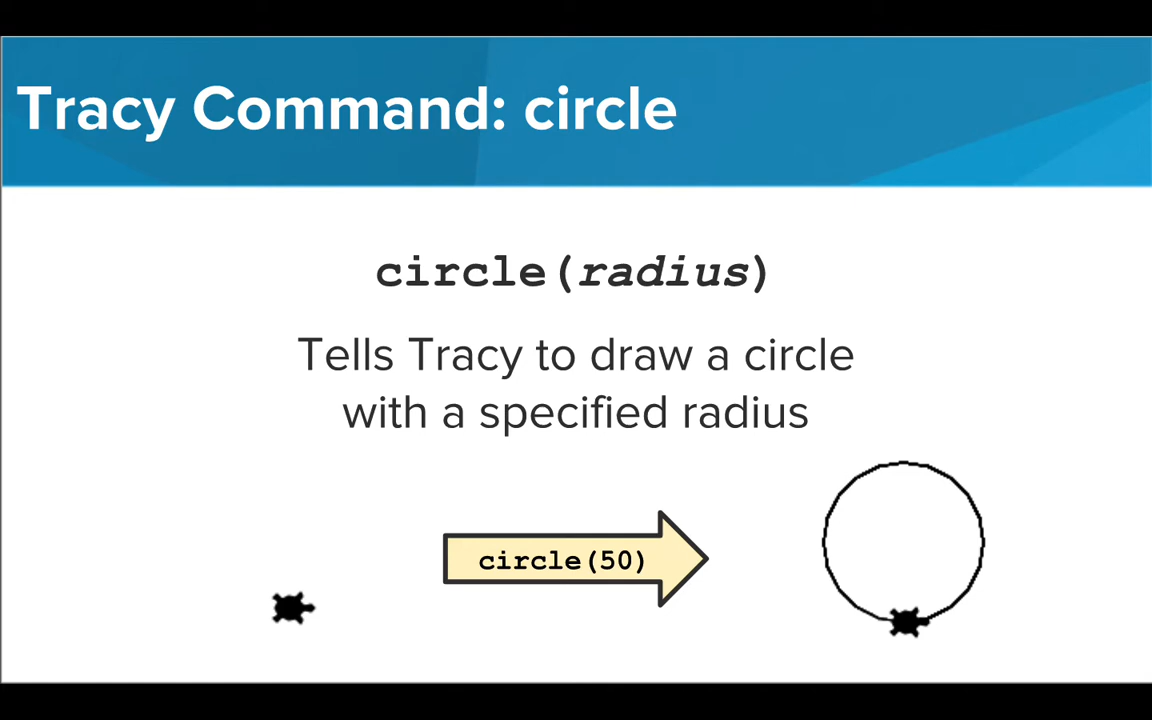 Tracy Command: circle
circle(radius)
Tells Tracy to draw a circle
with a specified radius
circle(50)